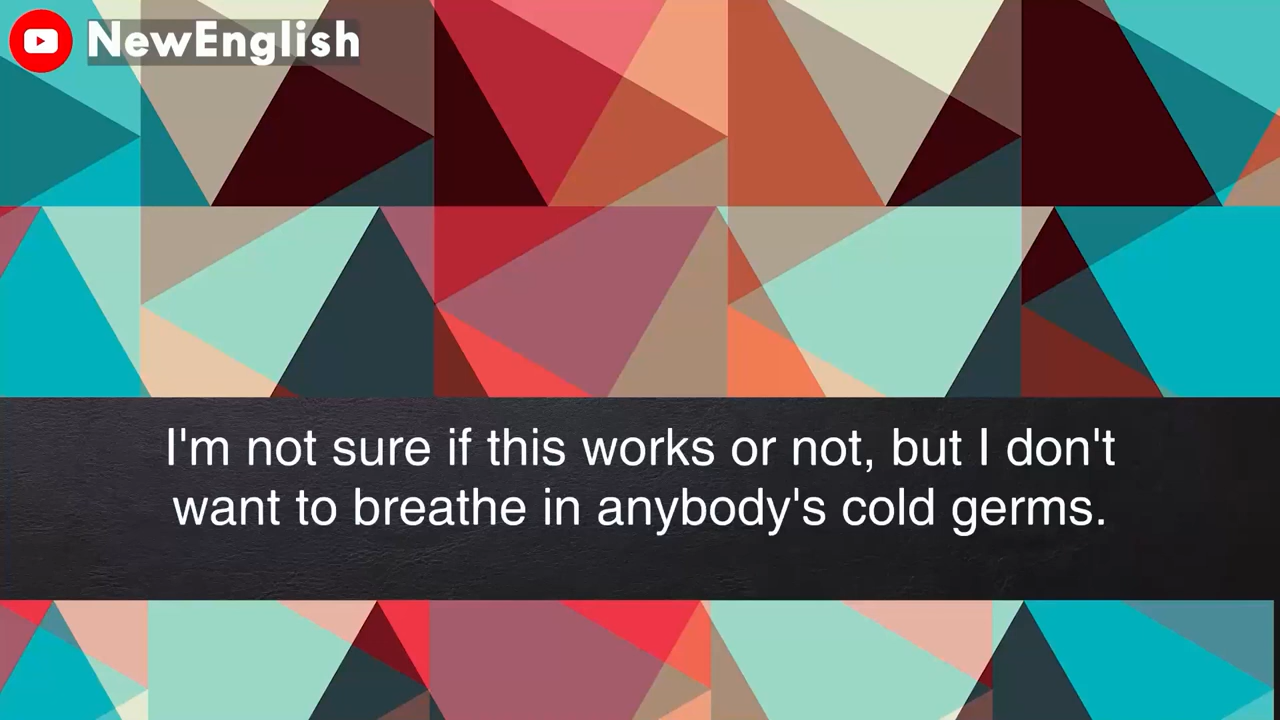 NewEnglish
I'm not sure if this works or not, but I don't
want to breathe in anybody's cold germs.